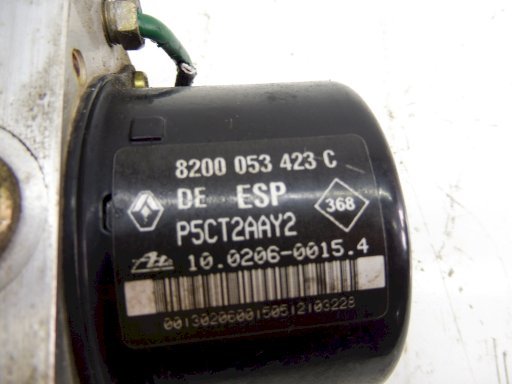 8200 053 423 C
DE ESP
368
P5CT2AAY2
10.0206-0015.4
0013020600150512103228